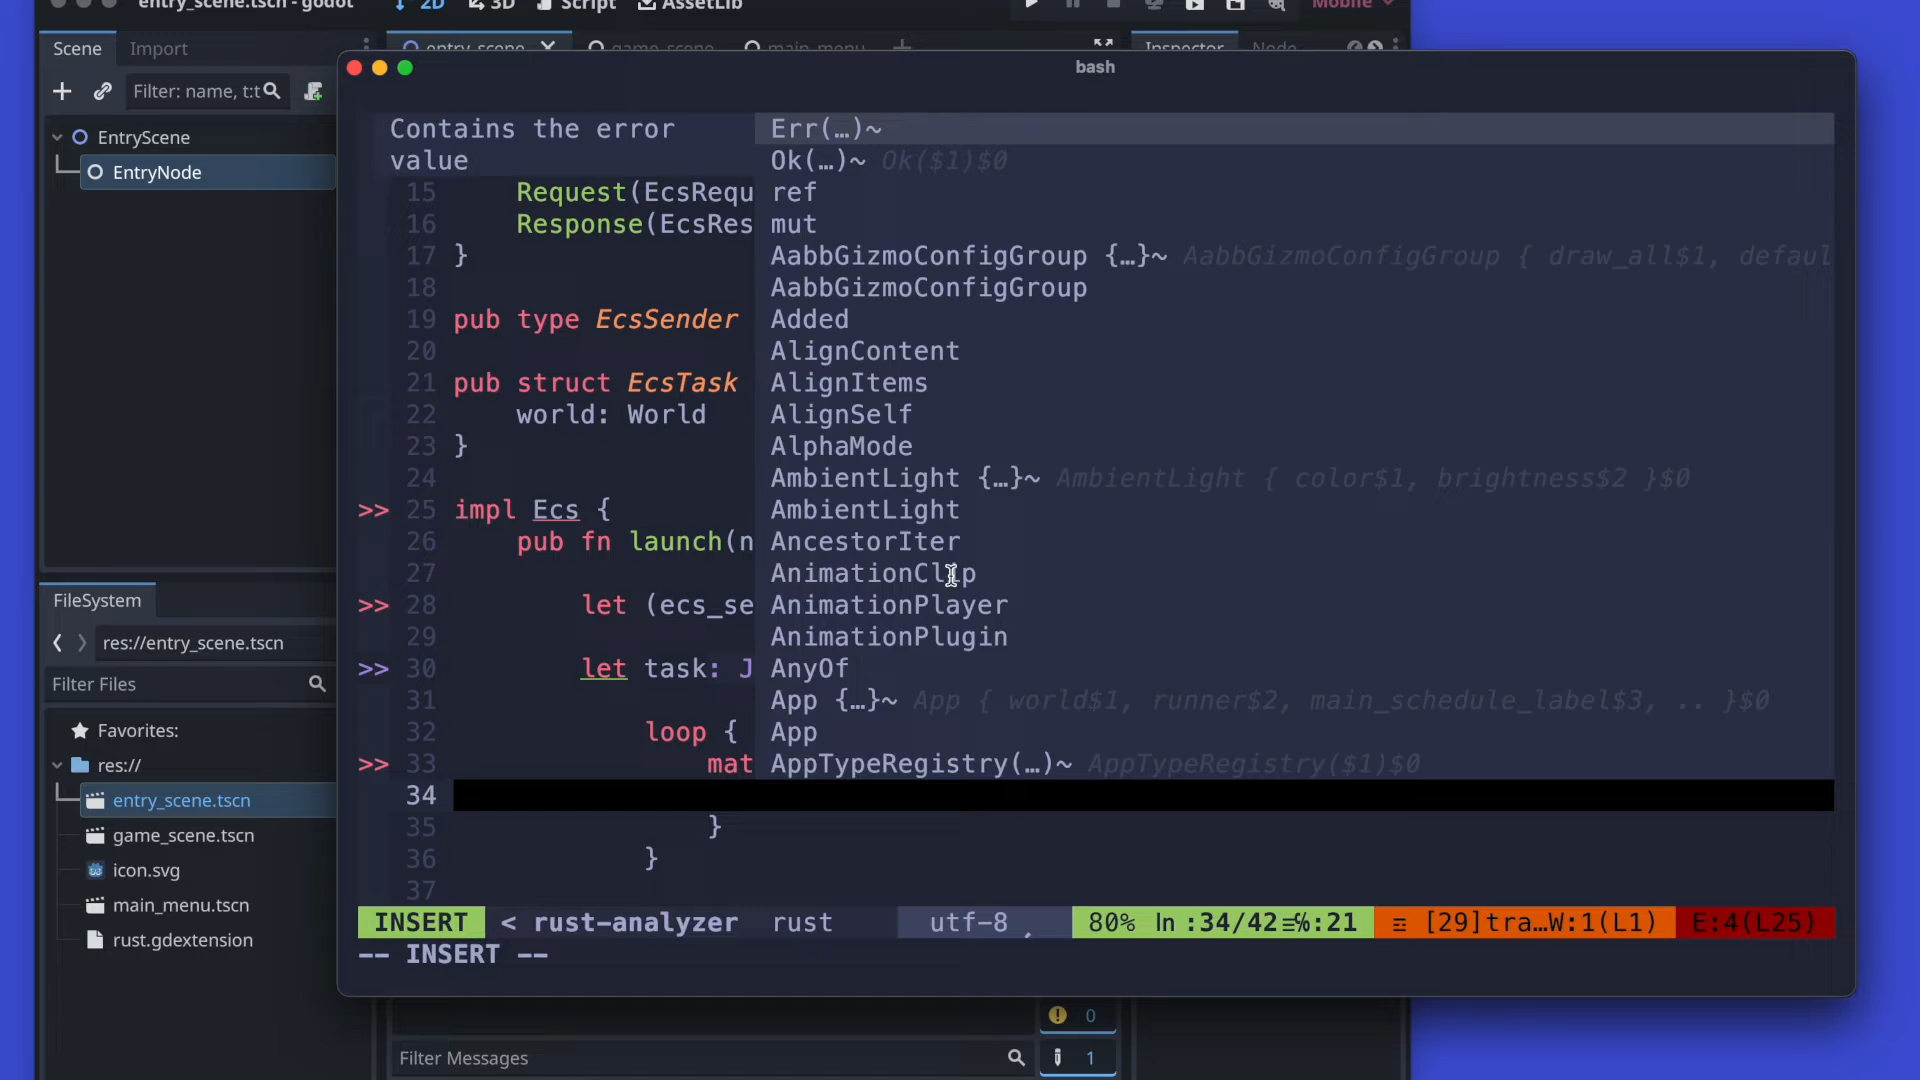 entry_scene.tscn - godot
2D
3D
Script
AssetLib
Mobile
Scene
Import
entry_scene
game_scene
main_menu
Inspector
Node
Filter: name, t:t
EntryScene
EntryNode
FileSystem
res://entry_scene.tscn
Filter Files
Favorites:
res://
entry_scene.tscn
game_scene.tscn
icon.svg
main_menu.tscn
rust.gdextension
bash
Contains the error
value
Err(…)~
Ok(…)~ Ok($1)$0
ref
mut
AabbGizmoConfigGroup {…}~ AabbGizmoConfigGroup { draw_all$1, defaul
AabbGizmoConfigGroup
Added
AlignContent
AlignItems
AlignSelf
AlphaMode
AmbientLight {…}~ AmbientLight { color$1, brightness$2 }$0
AmbientLight
AncestorIter
AnimationClip
AnimationPlayer
AnimationPlugin
AnyOf
App {…}~ App { world$1, runner$2, main_schedule_label$3, .. }$0
App
AppTypeRegistry(…)~ AppTypeRegistry($1)$0
15 Request(EcsRequ
16 Response(EcsRes
17 }
18
19 pub type EcsSender
20
21 pub struct EcsTask
22 world: World
23 }
24
>> 25 impl Ecs {
26 pub fn launch(n
27
>> 28 let (ecs_se
29
>> 30 let task: J
31
32 loop {
>> 33 mat
34
35 }
36 }
37
INSERT < rust-analyzer rust utf-8 80% ln :34/42≡℅:21 ☲ [29]tra…W:1(L1) E:4(L25)
-- INSERT --
0
Filter Messages
1